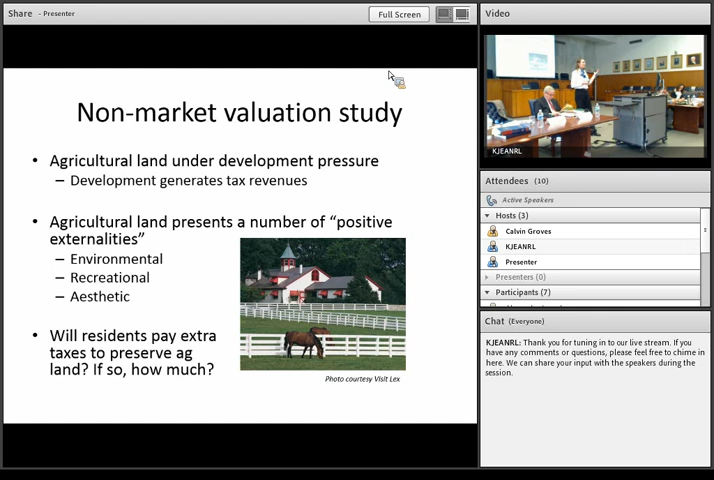 Share - Presenter
Full Screen
Non-market valuation study
• Agricultural land under development pressure
– Development generates tax revenues
• Agricultural land presents a number of “positive
externalities”
– Environmental
– Recreational
– Aesthetic
• Will residents pay extra
taxes to preserve ag
land? If so, how much?
Photo courtesy Visit Lex
Video
KJEANRL
Attendees (10)
Active Speakers
Hosts (3)
Calvin Groves
KJEANRL
Presenter
Presenters (0)
Participants (7)
Chat (Everyone)
KJEANRL: Thank you for tuning in to our live stream. If you
have any comments or questions, please feel free to chime in
here. We can share your input with the speakers during the
session.